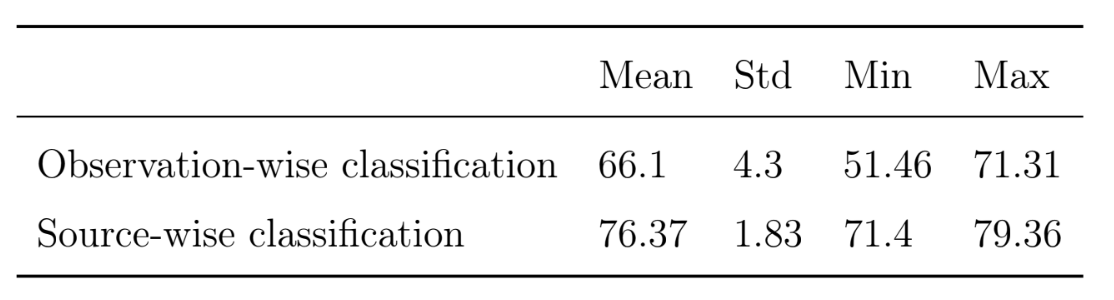 Mean Std Min Max
Observation-wise classification 66.1 4.3 51.46 71.31
Source-wise classification 76.37 1.83 71.4 79.36